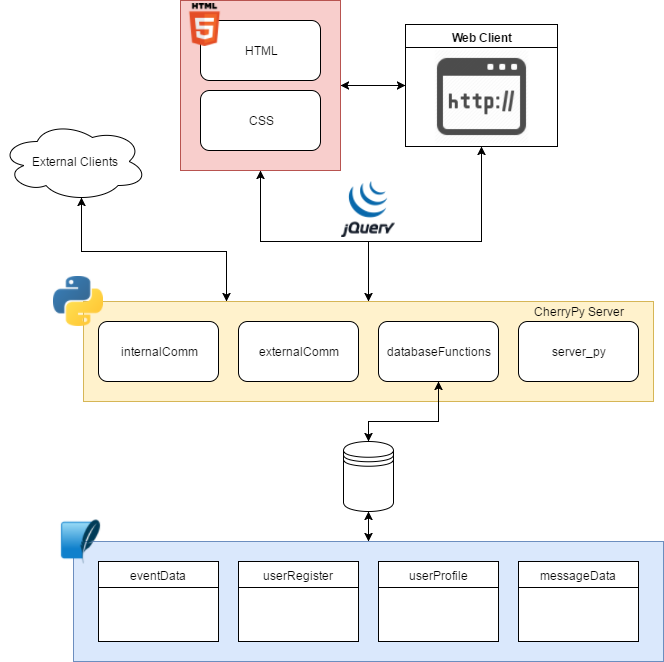 HTML
5
HTML
CSS
Web Client
http://
External Clients
jQuery
CherryPy Server
internalComm
externalComm
databaseFunctions
server_py
eventData
userRegister
userProfile
messageData